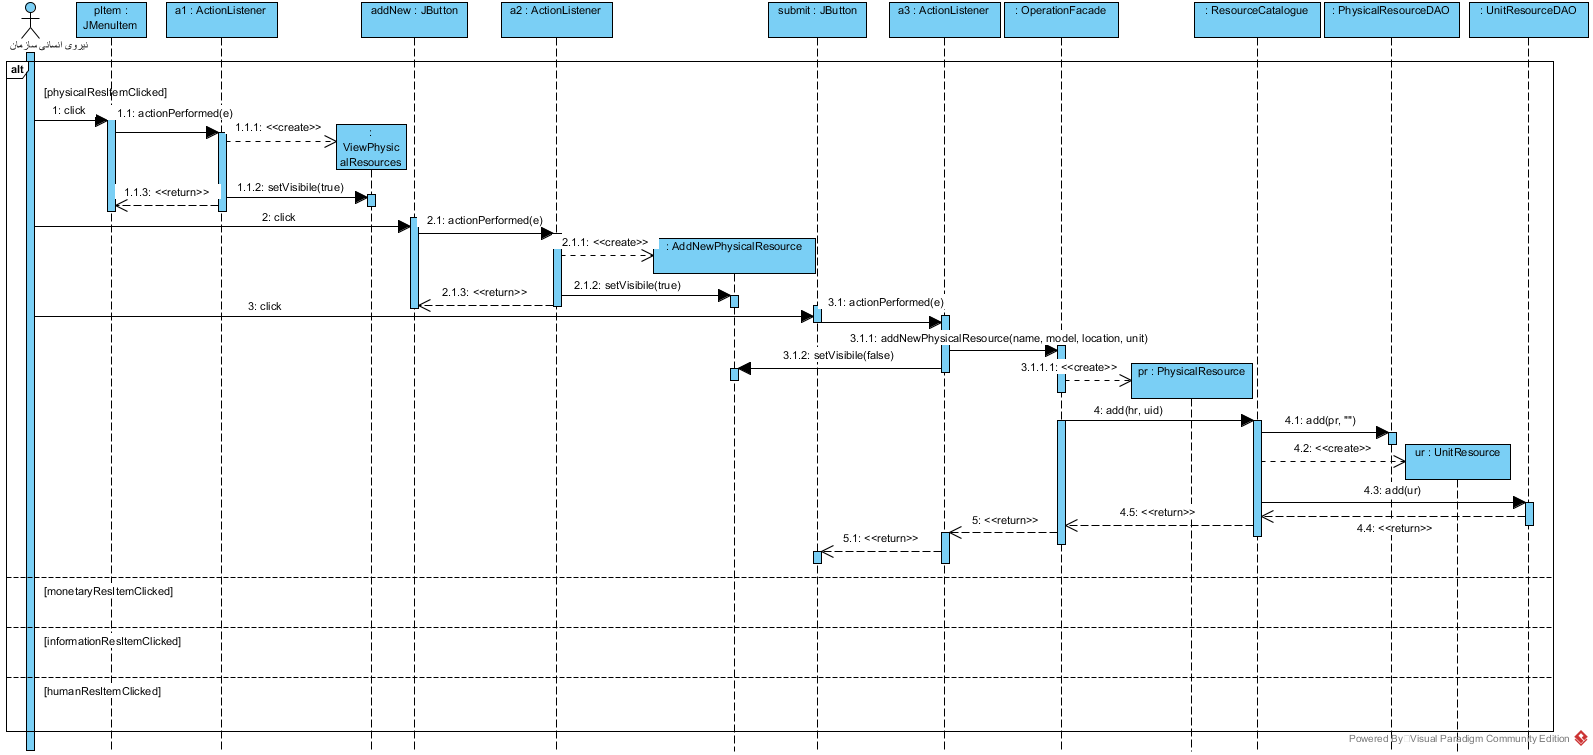 pItem :
JMenuItem
a1 : ActionListener
addNew : JButton
a2 : ActionListener
submit : JButton
a3 : ActionListener
: OperationFacade
: ResourceCatalogue
: PhysicalResourceDAO
: UnitResourceDAO
نیروی انسانی سازمان
alt
[physicalResItemClicked]
1: click
1.1: actionPerformed(e)
1.1.1: <<create>>
:
ViewPhysic
alResources
1.1.2: setVisibile(true)
1.1.3: <<return>>
2: click
2.1: actionPerformed(e)
2.1.1: <<create>>
: AddNewPhysicalResource
2.1.2: setVisibile(true)
2.1.3: <<return>>
3: click
3.1: actionPerformed(e)
3.1.1: addNewPhysicalResource(name, model, location, unit)
3.1.2: setVisibile(false)
3.1.1.1: <<create>>
pr : PhysicalResource
4: add(hr, uid)
4.1: add(pr, "")
4.2: <<create>>
ur : UnitResource
4.3: add(ur)
4.4: <<return>>
4.5: <<return>>
5: <<return>>
5.1: <<return>>
[monetaryResItemClicked]
[informationResItemClicked]
[humanResItemClicked]
Powered By Visual Paradigm Community Edition